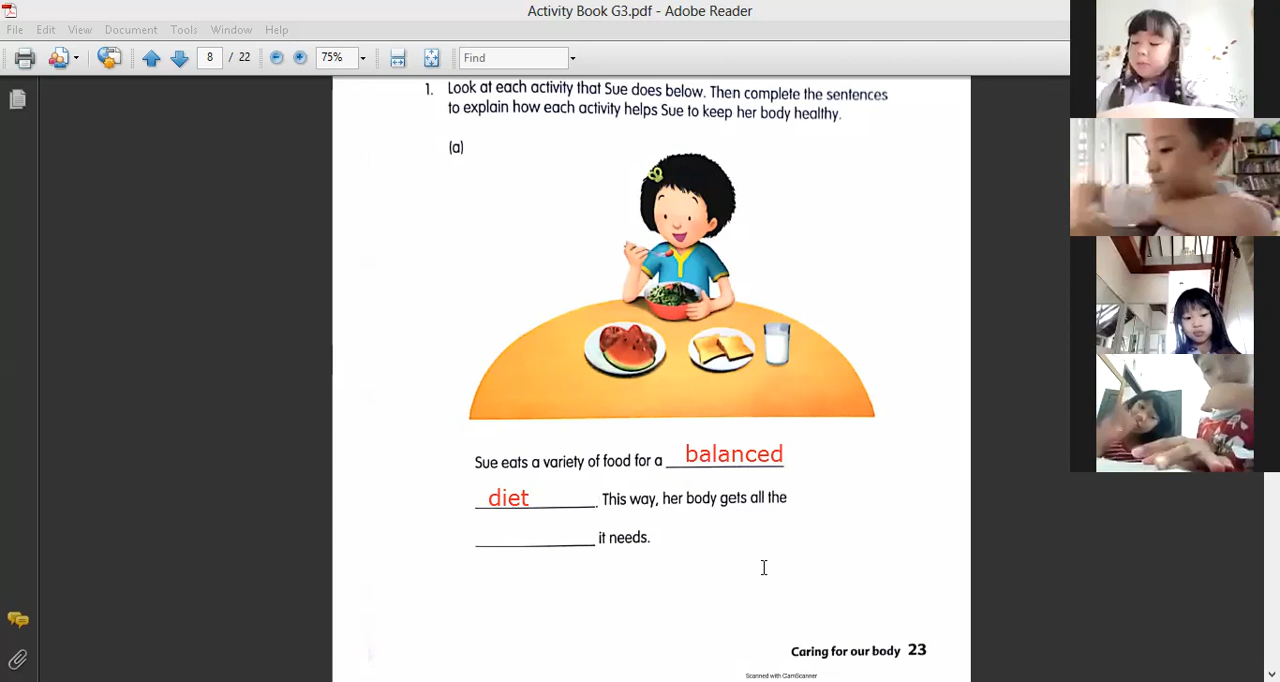 Activity Book G3.pdf - Adobe Reader
File Edit View Document Tools Window Help
8 / 22 75% Find
1. Look at each activity that Sue does below. Then complete the sentences
to explain how each activity helps Sue to keep her body healthy.
(a)
Sue eats a variety of food for a balanced
diet. This way, her body gets all the
it needs.
Caring for our body 23
Scanned with CamScanner